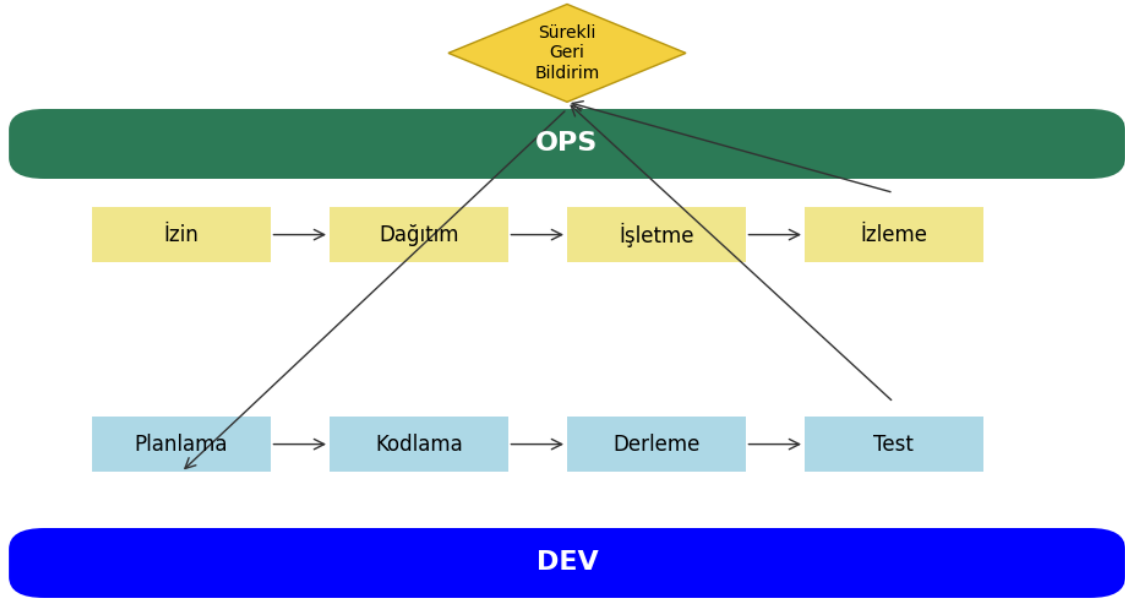 Sürekli
Geri
Bildirim
OPS
İzin
Dağıtım
İşletme
İzleme
Planlama
Kodlama
Derleme
Test
DEV